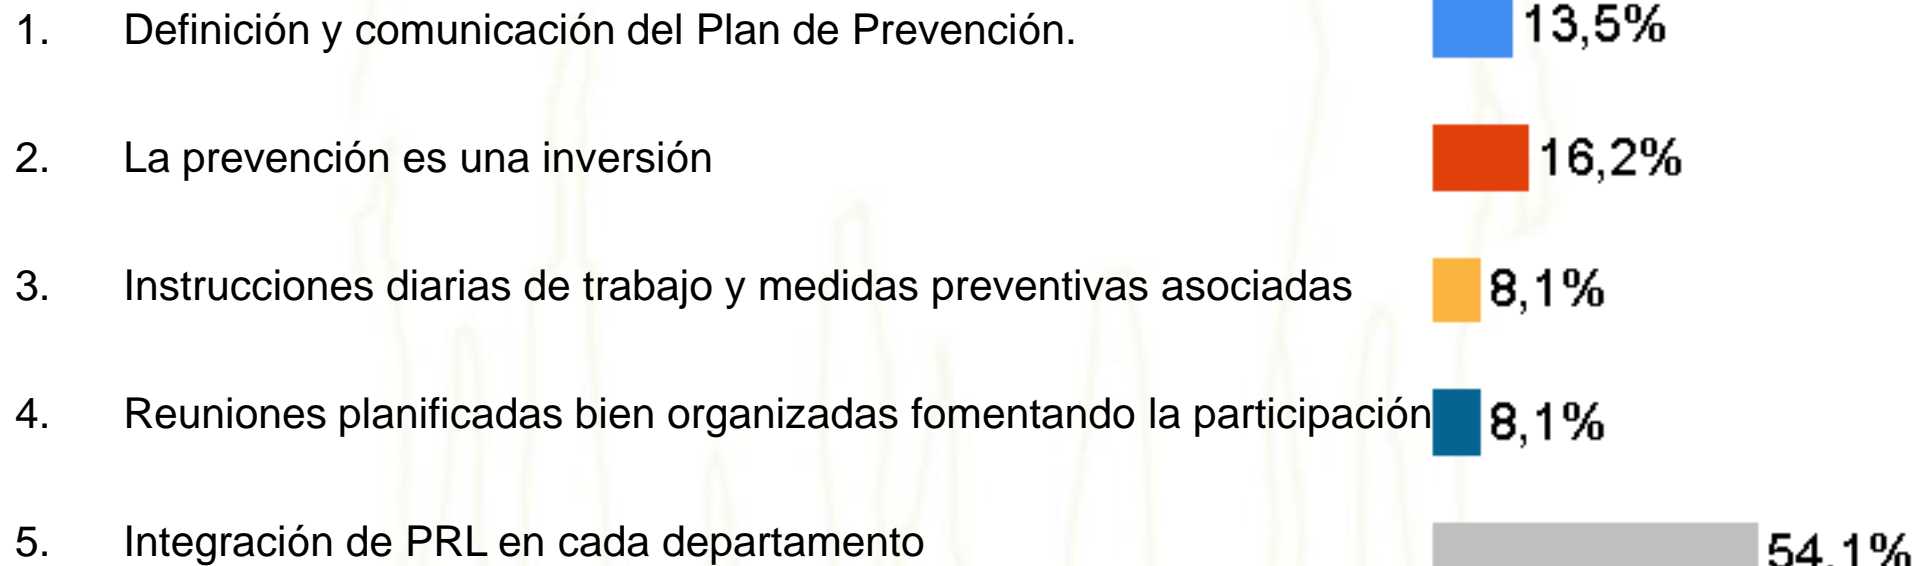 1. Definición y comunicación del Plan de Prevención. 13,5%
2. La prevención es una inversión 16,2%
3. Instrucciones diarias de trabajo y medidas preventivas asociadas 8,1%
4. Reuniones planificadas bien organizadas fomentando la participación 8,1%
5. Integración de PRL en cada departamento 54,1%